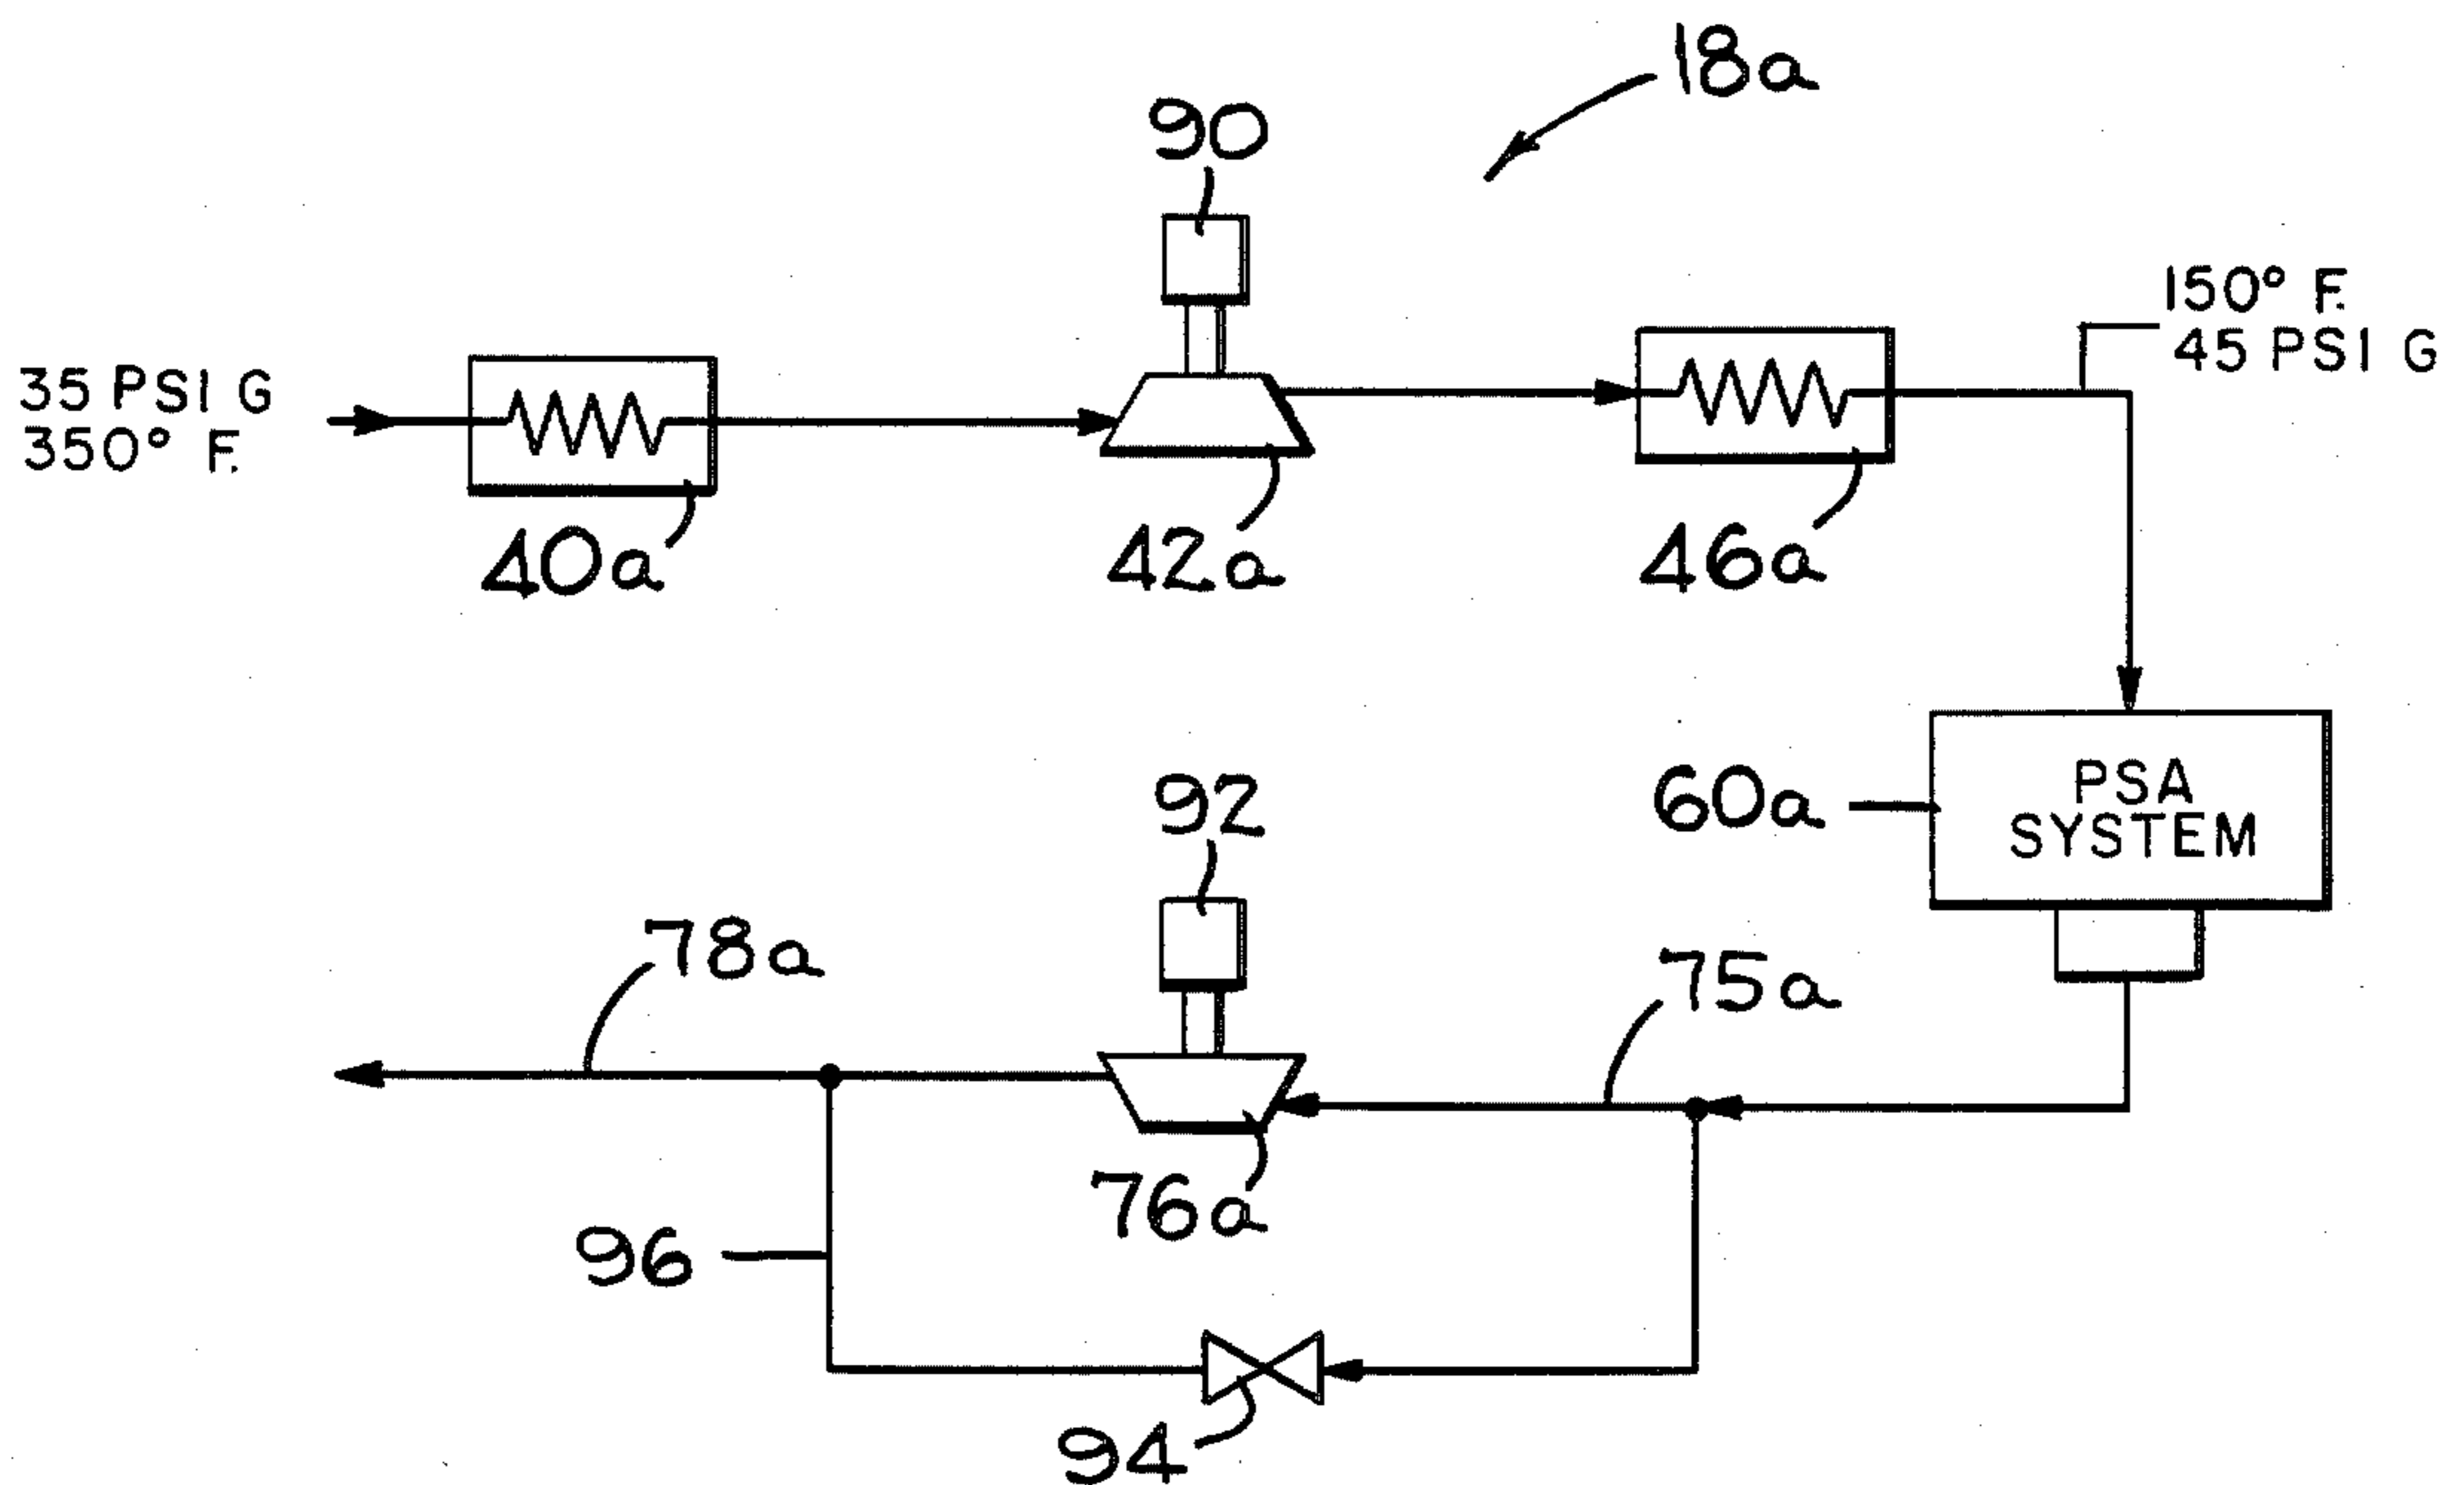 18a
90
150° F.
45 PSI G
35 PSI G
350° F.
40a
42a
46a
60a
PSA
SYSTEM
92
78a
75a
76a
96
94